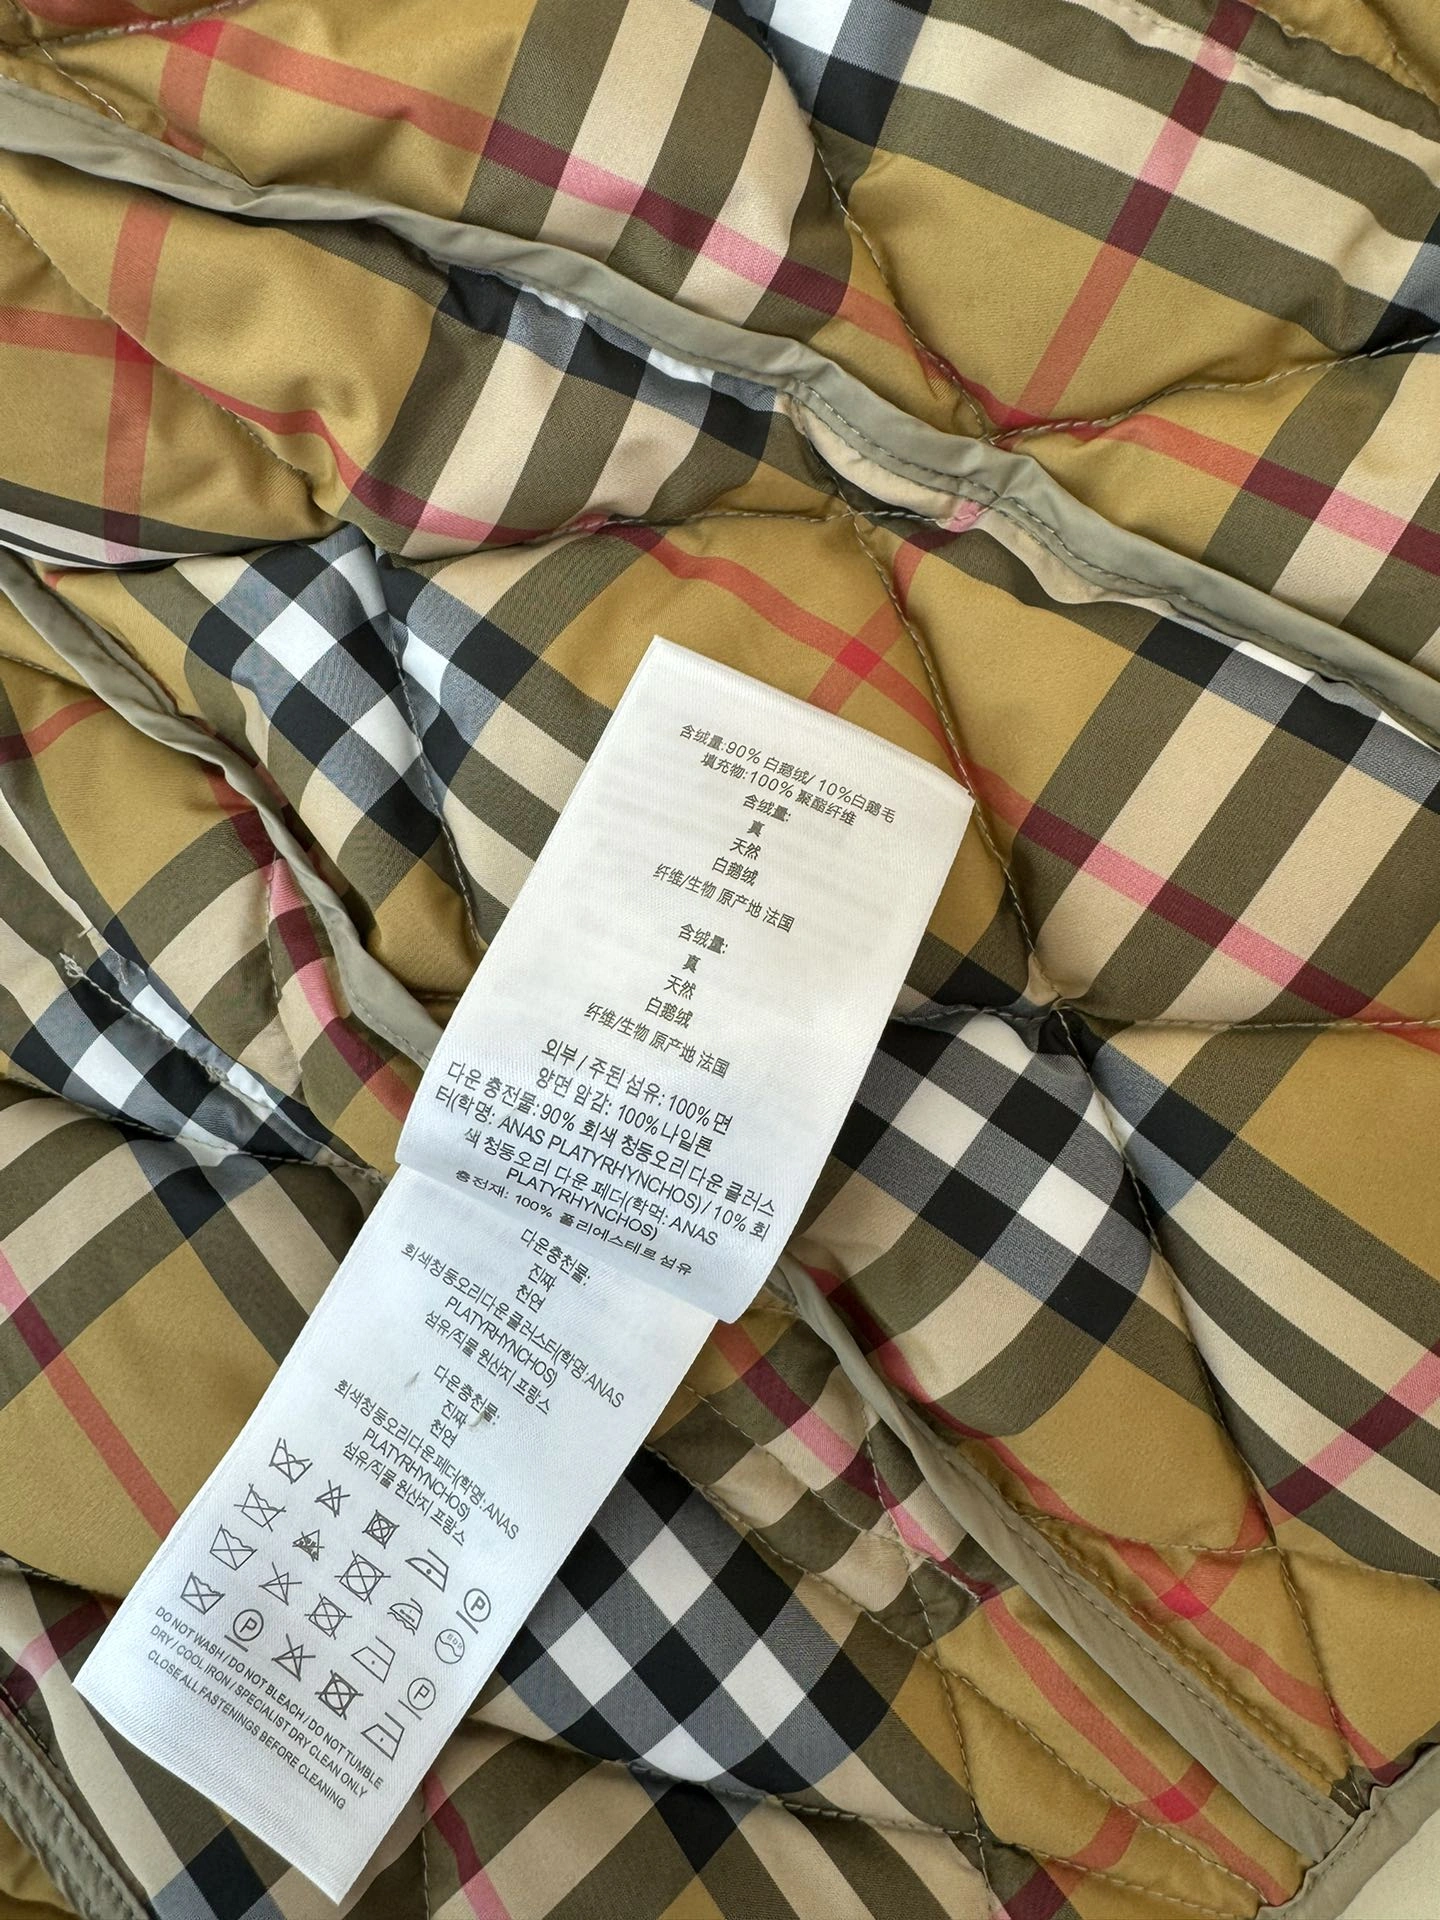 含绒量:90% 白鹅绒/ 10%白鹅毛
填充物:100% 聚酯纤维
含绒量:
真
天然
白鹅绒
纤维/生物 原产地 法国
含绒量:
真
天然
白鹅绒
纤维/生物 原产地 法国
외부 / 주된 섬유: 100% 면
양면 암감: 100% 나일론
다운 충전물:90% 회색 청동오리 다운 클러스
터(학명: ANAS PLATYRHYNCHOS) / 10% 회
색 청동오리 다운 페더(학먹: ANAS
PLATYRHYNCHOS)
충전재: 100% 폴리에스테르 섬유
다운충천물:
진짜
천연
회색청동오리다운클러스터(학명:ANAS
PLATYRHYNCHOS)
섬유/직물 원산지 프랑스
다운충천물:
진짜
천연
회색청동오리다운 페더(학명:ANAS
PLATYRHYNCHOS)
섬유/직물 원산지 프랑스
P
P
P
DO NOT WASH / DO NOT BLEACH / DO NOT TUMBLE
DRY / COOL IRON / SPECIALIST DRY CLEAN ONLY
CLOSE ALL FASTENINGS BEFORE CLEANING